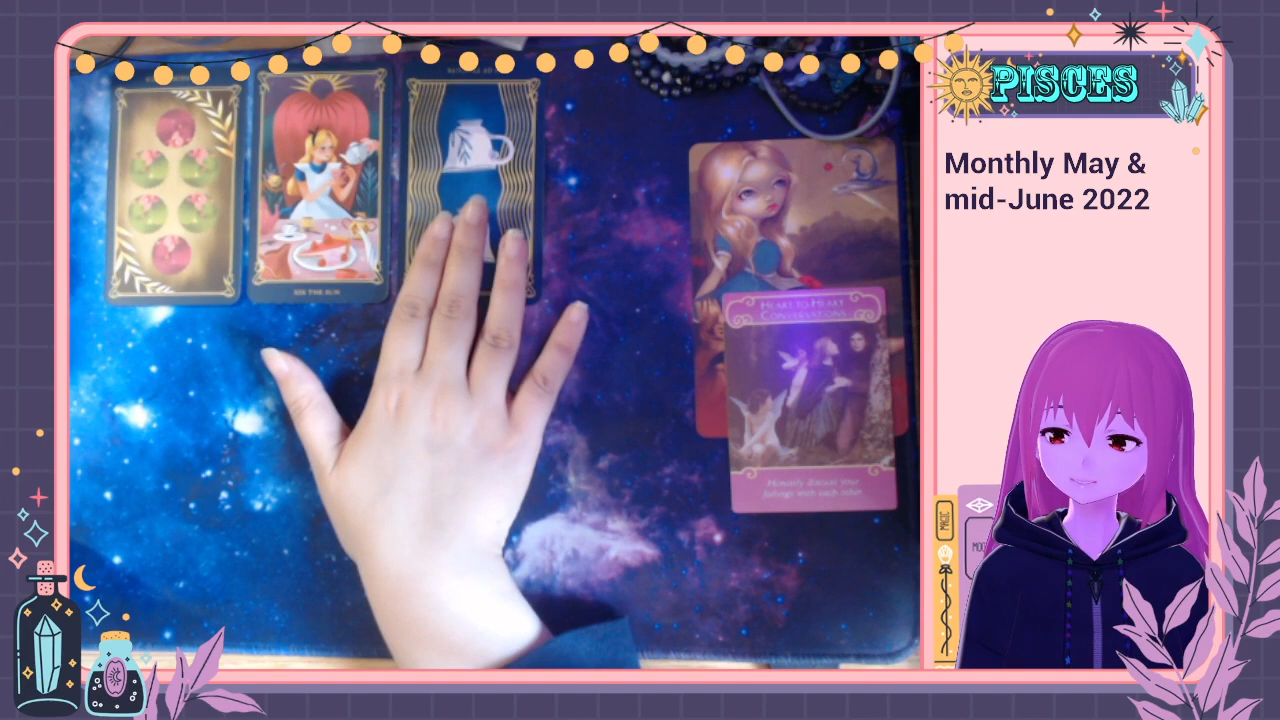 PISCES
Monthly May &
mid-June 2022
HEART-TO-HEART
CONVERSATIONS
Honestly discuss your
feelings with each other
SIX THE SUN
MAGIC